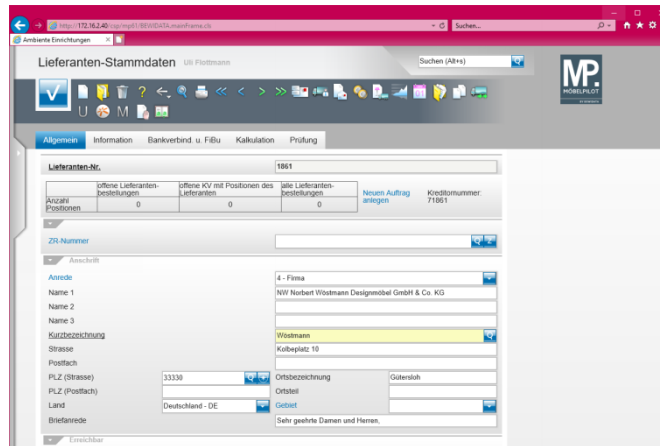 http://172.16.2.40/csp/mp61/BEWIDATA.mainFrame.cls
Suchen...
Ambiente Einrichtungen
Lieferanten-Stammdaten Uli Flottmann
Suchen (Alt+s)
MP
MÖBELPILOT
U M
Allgemein Information Bankverbind. u. FiBu Kalkulation Prüfung
Lieferanten-Nr. 1861
offene Lieferanten-bestellungen offene KV mit Positionen des Lieferanten alle Lieferanten-bestellungen
Anzahl Positionen 0 0 0
Neuen Auftrag anlegen
Kreditornummer: 71861
ZR-Nummer
Anschrift
Anrede 4 - Firma
Name 1 NW Norbert Wöstmann Designmöbel GmbH & Co. KG
Name 2
Name 3
Kurzbezeichnung Wöstmann
Strasse Kolbeplatz 10
Postfach
PLZ (Strasse) 33330 Ortsbezeichnung Gütersloh
PLZ (Postfach) Ortsteil
Land Deutschland - DE Gebiet
Briefanrede Sehr geehrte Damen und Herren,
Erreichbar